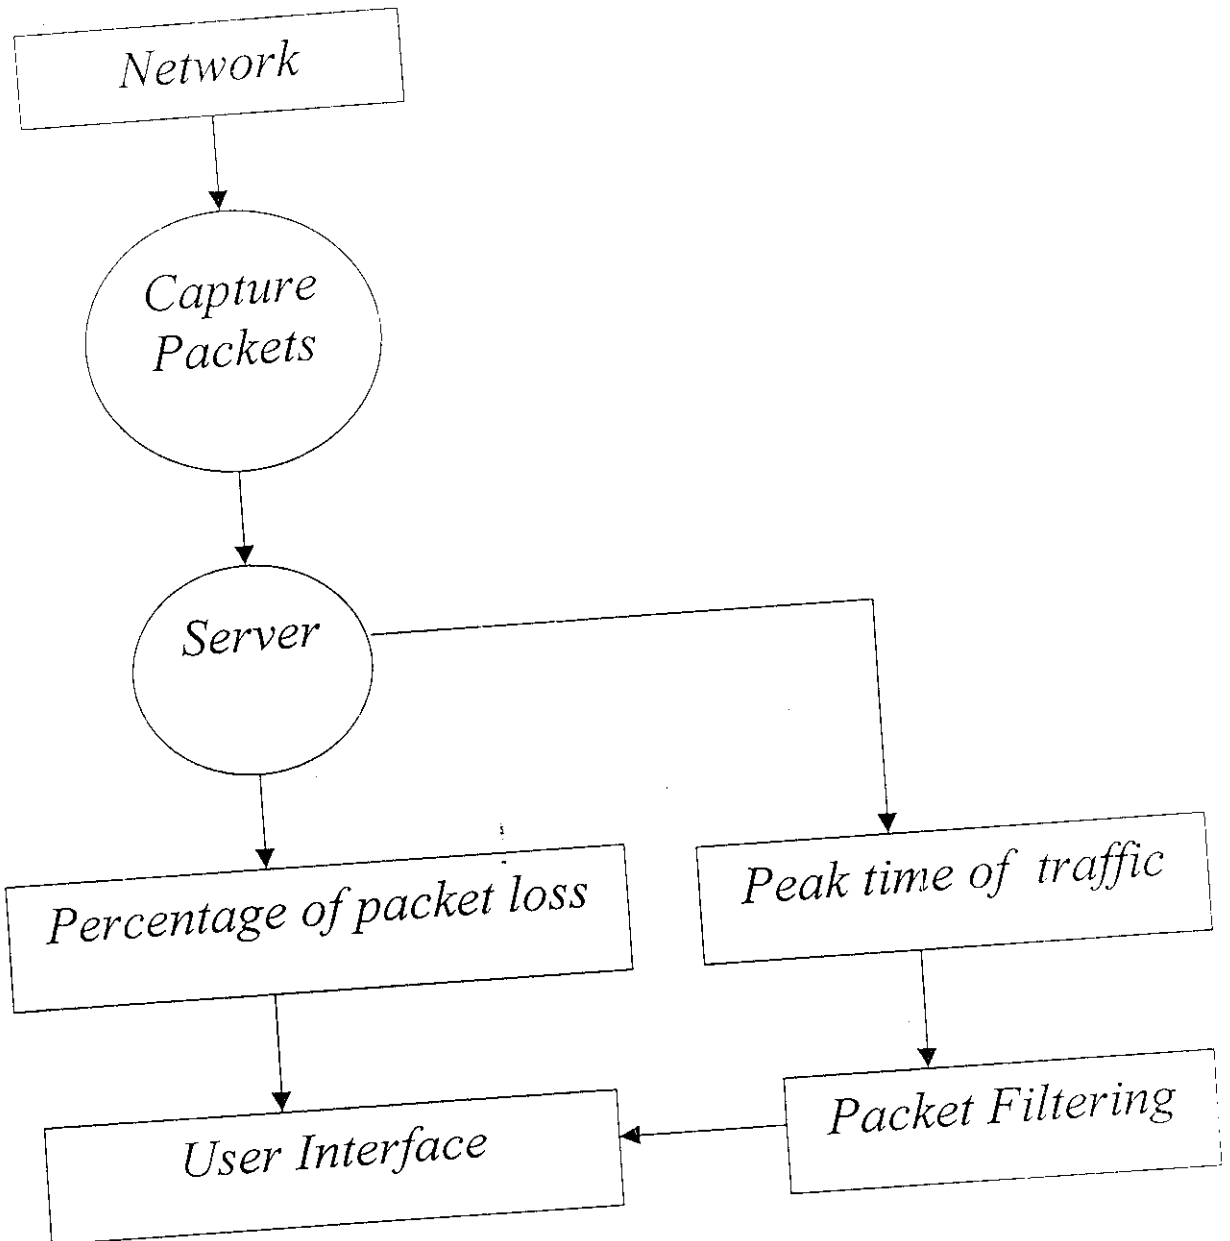 Network
Capture
Packets
Server
Percentage of packet loss
Peak time of traffic
User Interface
Packet Filtering